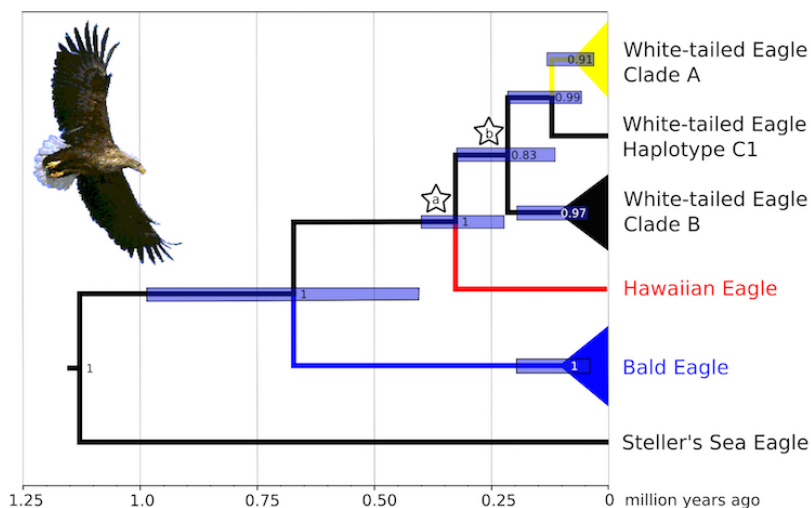 0.91
White-tailed Eagle
Clade A
0.99
White-tailed Eagle
Haplotype C1
b
0.83
White-tailed Eagle
Clade B
0.97
a
1
Hawaiian Eagle
1
Bald Eagle
1
1
Steller's Sea Eagle
1.25 1.0 0.75 0.50 0.25 0 million years ago